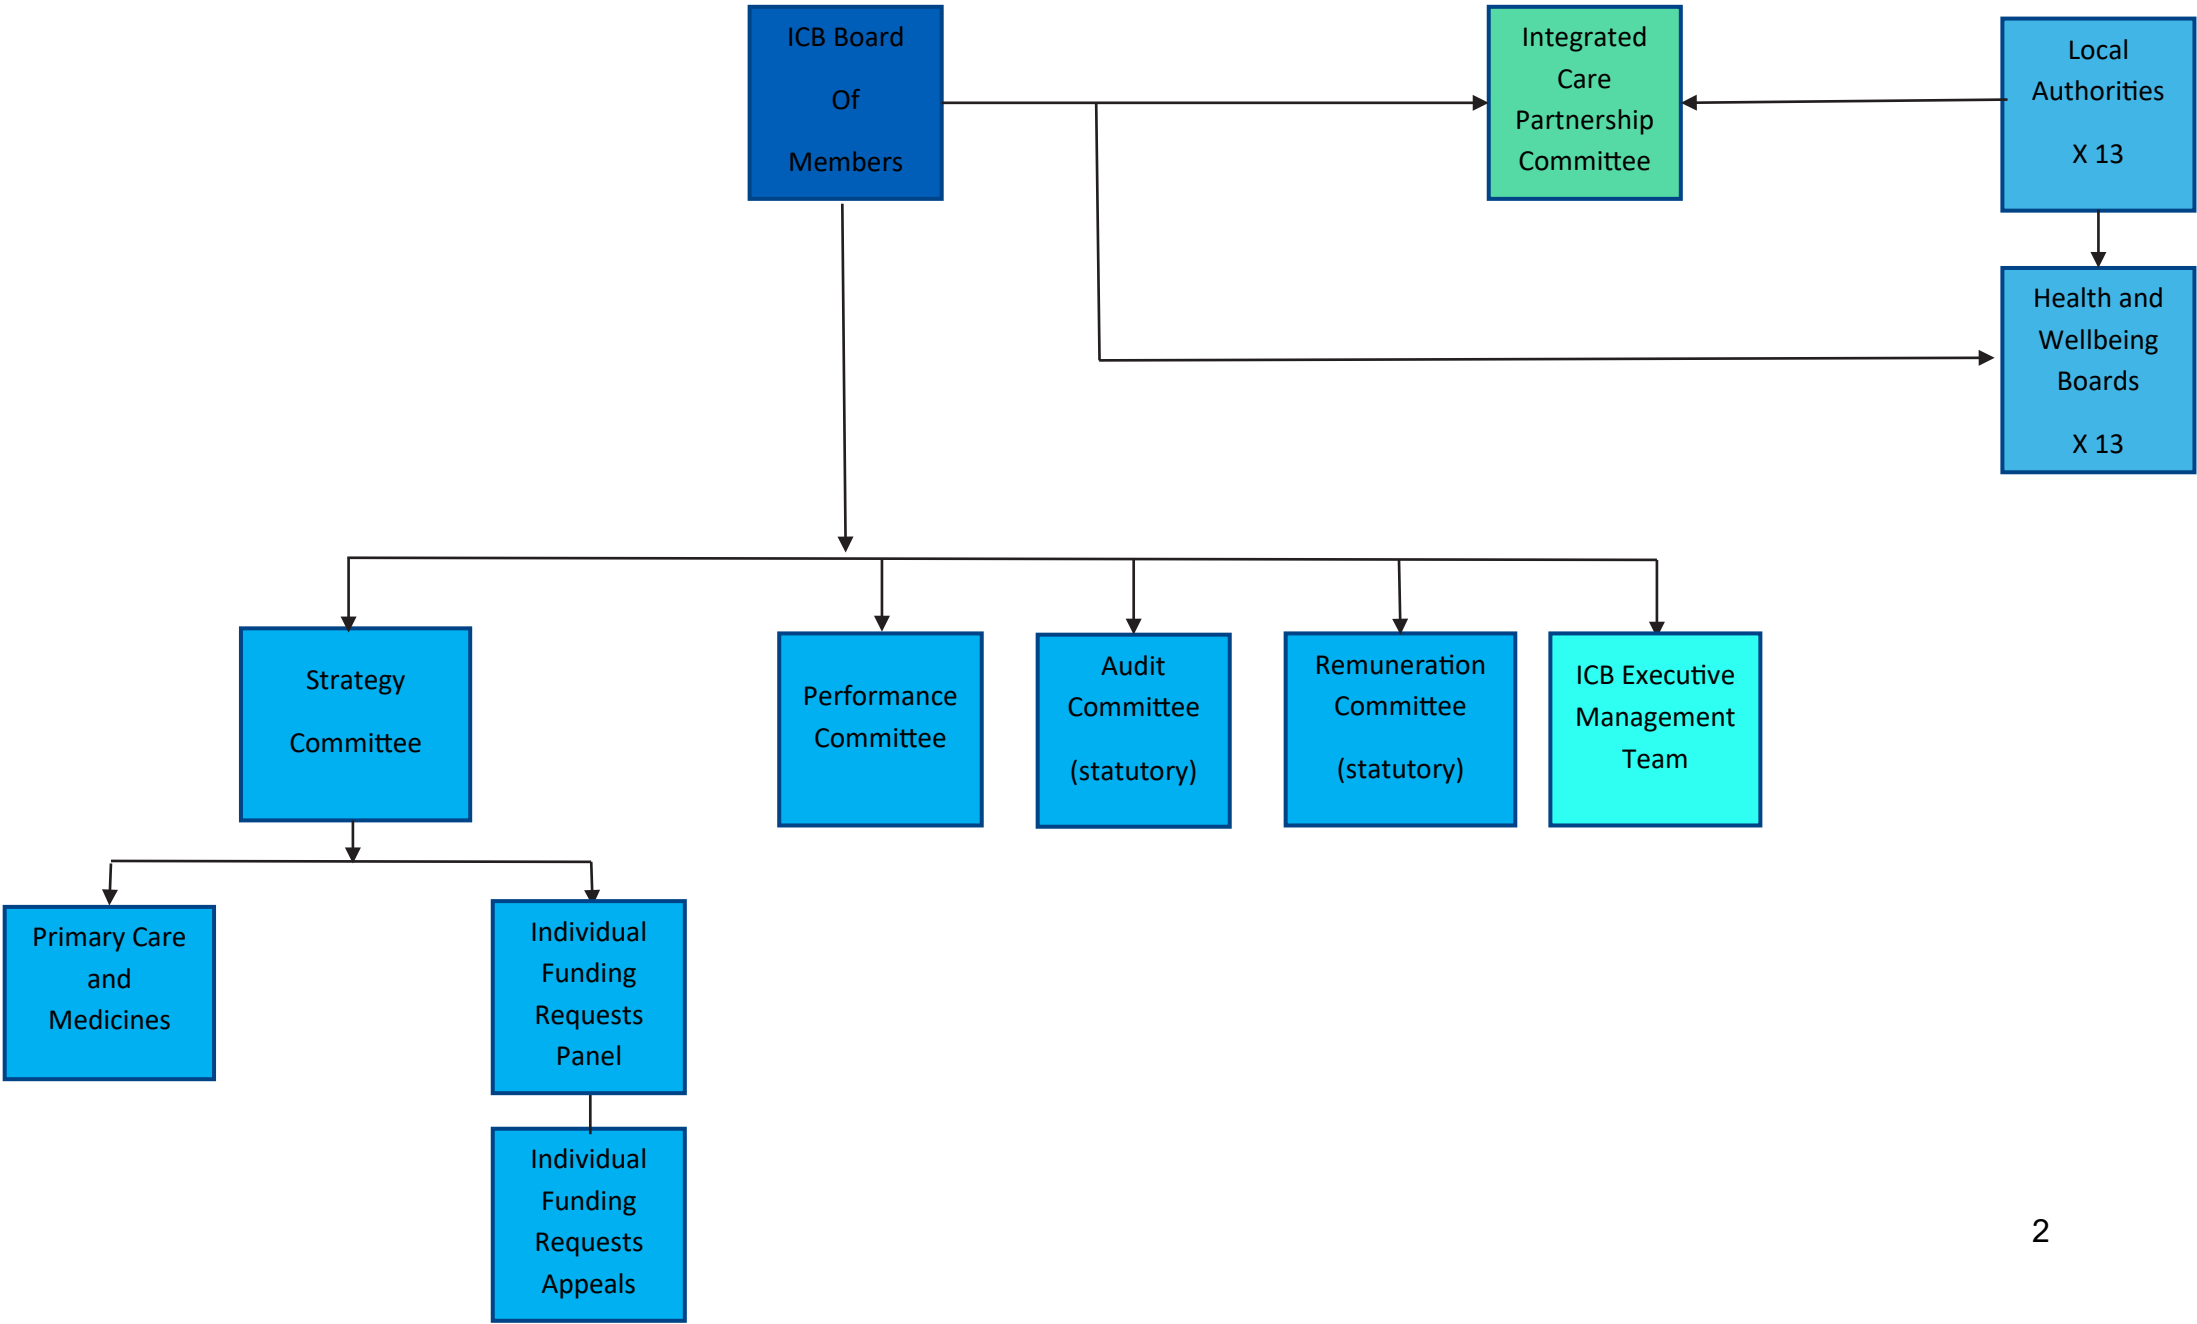 ICB Board
Of
Members
Integrated
Care
Partnership
Committee
Local
Authorities
X 13
Health and
Wellbeing
Boards
X 13
Strategy
Committee
Performance
Committee
Audit
Committee
(statutory)
Remuneration
Committee
(statutory)
ICB Executive
Management
Team
Primary Care
and
Medicines
Individual
Funding
Requests
Panel
Individual
Funding
Requests
Appeals
2